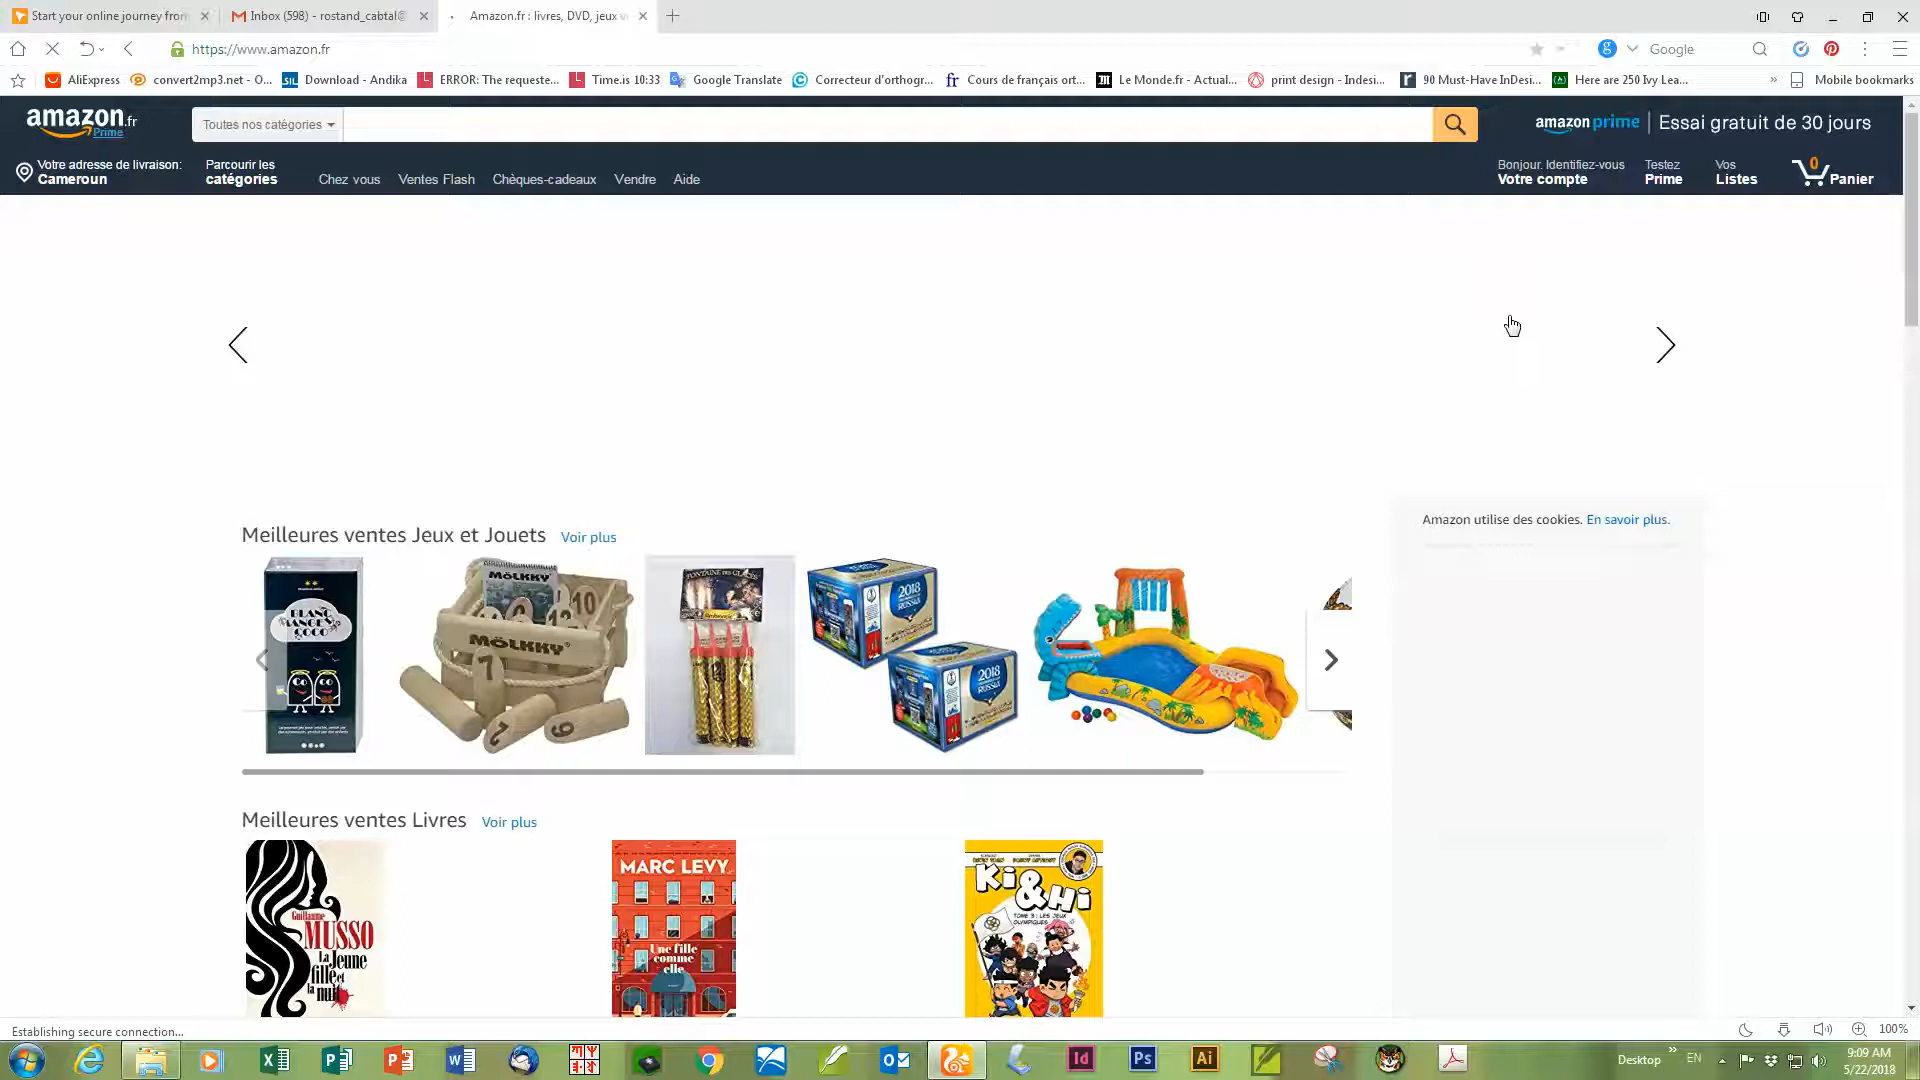 Start your online journey from
Inbox (598) - rostand_cabtal@
Amazon.fr : livres, DVD, jeux v
https://www.amazon.fr
Google
AliExpress
convert2mp3.net - O...
Download - Andika
ERROR: The requeste...
Time.is 10:33
Google Translate
Correcteur d'orthogr...
Cours de français ort...
Le Monde.fr - Actual...
print design - Indesi...
90 Must-Have InDesi...
Here are 250 Ivy Lea...
Mobile bookmarks
amazon.fr
Prime
Toutes nos catégories
amazon prime | Essai gratuit de 30 jours
Votre adresse de livraison:
Cameroun
Parcourir les
catégories
Chez vous
Ventes Flash
Chèques-cadeaux
Vendre
Aide
Bonjour. Identifiez-vous
Votre compte
Testez
Prime
Vos
Listes
0
Panier
Meilleures ventes Jeux et Jouets Voir plus
Amazon utilise des cookies. En savoir plus.
BLANC
MANGER
COCO
MÖLKKY
10
MÖLKKY
7
2
FONTAINE DES GLACES
2018
RUSSIA
2018
RUSSIA
Meilleures ventes Livres Voir plus
Guillaume
MUSSO
La Jeune
fille et
la nuit
MARC LEVY
Une fille
comme
elle
Ki&Hi
TOME 3 : LES JEUX
OLYMPIQUES
Establishing secure connection...
100%
Desktop
EN
9:09 AM
5/22/2018